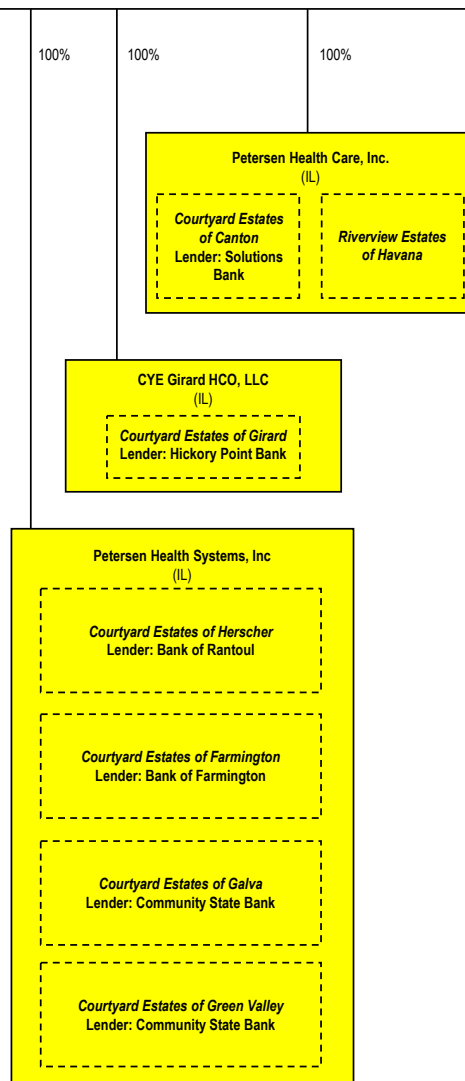 100%
100%
100%
Petersen Health Care, Inc.
(IL)
Courtyard Estates
of Canton
Lender: Solutions
Bank
Riverview Estates
of Havana
CYE Girard HCO, LLC
(IL)
Courtyard Estates of Girard
Lender: Hickory Point Bank
Petersen Health Systems, Inc
(IL)
Courtyard Estates of Herscher
Lender: Bank of Rantoul
Courtyard Estates of Farmington
Lender: Bank of Farmington
Courtyard Estates of Galva
Lender: Community State Bank
Courtyard Estates of Green Valley
Lender: Community State Bank